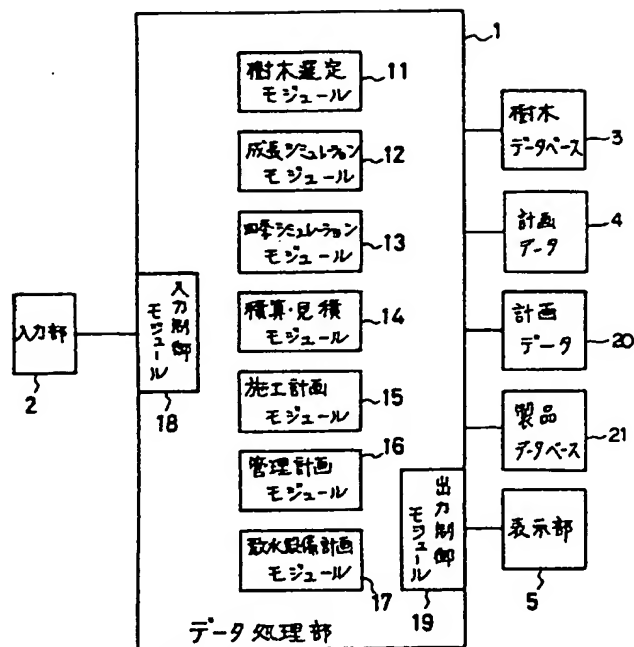 1
樹木選定
モジュール
11
成長シミュレーション
モジュール
12
四季シミュレーション
モジュール
13
積算・見積
モジュール
14
施工計画
モジュール
15
管理計画
モジュール
16
散水設備計画
モジュール
17
入力部
2
入力制御
モジュール
18
出力制御
モジュール
19
樹木
データベース
3
計画
データ
4
計画
データ
20
製品
データベース
21
表示部
5
データ処理部